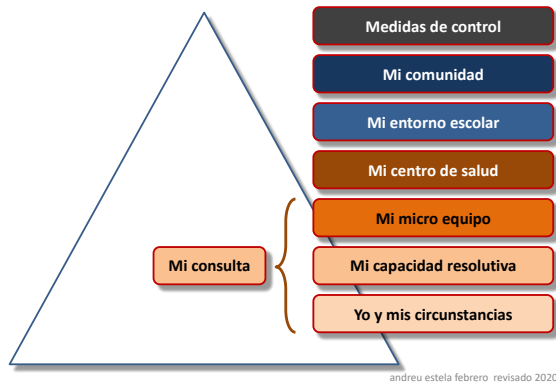 Medidas de control
Mi comunidad
Mi entorno escolar
Mi centro de salud
Mi micro equipo
Mi consulta
Mi capacidad resolutiva
Yo y mis circunstancias
andreu estela febrero revisado 2020